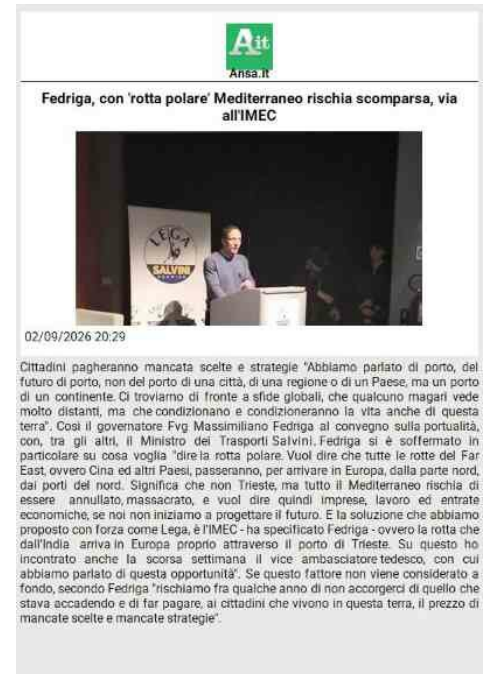 Ait
Ansa.it
Fedriga, con 'rotta polare' Mediterraneo rischia scomparsa, via
all'IMEC
LEGA
SALVINI
PREMIER
02/09/2026 20:29
Cittadini pagheranno mancata scelte e strategie "Abbiamo parlato di porto, del
futuro di porto, non del porto di una città, di una regione o di un Paese, ma un porto
di un continente. Ci troviamo di fronte a sfide globali, che qualcuno magari vede
molto distanti, ma che condizionano e condizioneranno la vita anche di questa
terra". Così il governatore Fvg Massimiliano Fedriga al convegno sulla portualità,
con, tra gli altri, il Ministro dei Trasporti Salvini. Fedriga si è soffermato in
particolare su cosa voglia "dire la rotta polare. Vuol dire che tutte le rotte del Far
East, ovvero Cina ed altri Paesi, passeranno, per arrivare in Europa, dalla parte nord,
dai porti del nord. Significa che non Trieste, ma tutto il Mediterraneo rischia di
essere annullato, massacrato, e vuol dire quindi imprese, lavoro ed entrate
economiche, se noi non iniziamo a progettare il futuro. E la soluzione che abbiamo
proposto con forza come Lega, è l'IMEC - ha specificato Fedriga - ovvero la rotta che
dall'India arriva in Europa proprio attraverso il porto di Trieste. Su questo ho
incontrato anche la scorsa settimana il vice ambasciatore tedesco, con cui
abbiamo parlato di questa opportunità". Se questo fattore non viene considerato a
fondo, secondo Fedriga "rischiamo fra qualche anno di non accorgerci di quello che
stava accadendo e di far pagare, ai cittadini che vivono in questa terra, il prezzo di
mancate scelte e mancate strategie".